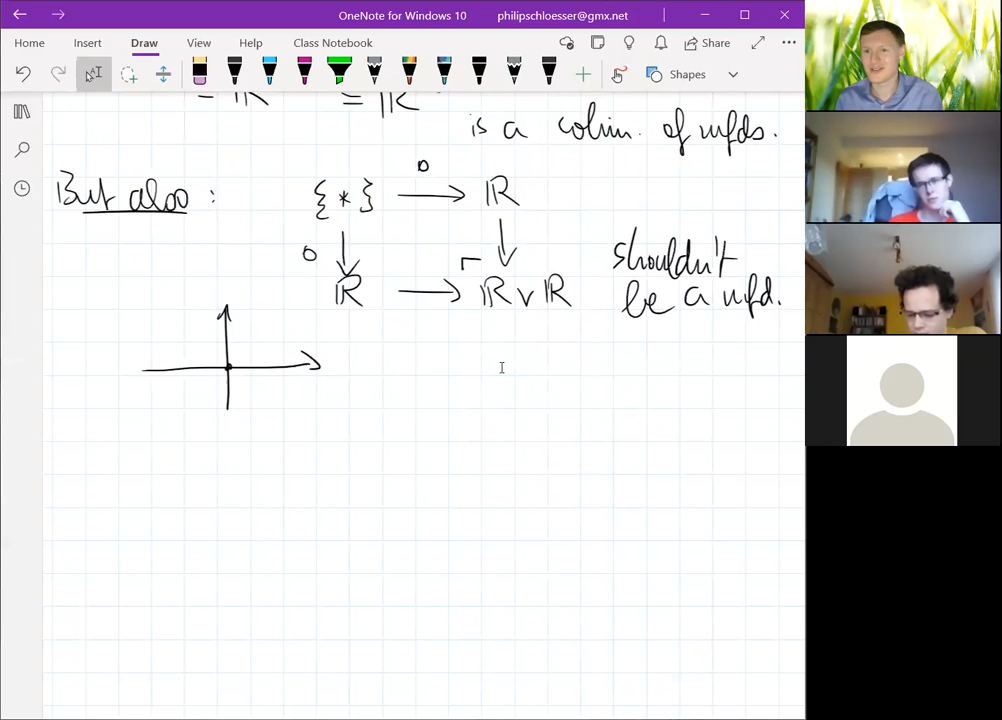 OneNote for Windows 10
philipschloesser@gmx.net
Home Insert Draw View Help Class Notebook
Share
Shapes
= ℝ ≅ ℝ
is a colim. of mfds.
But also : {*} → ℝ
0
0 ↓ ↓
ℝ → ℝ ∨ ℝ
shouldn't
be a mfd.